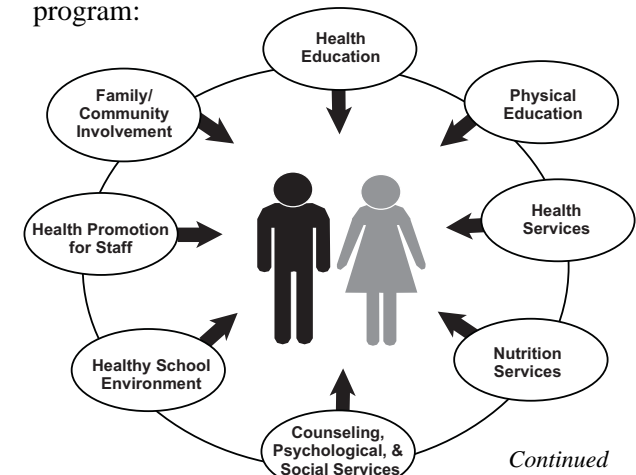 program:
Health
Education
Physical
Education
Health
Services
Nutrition
Services
Counseling,
Psychological, &
Social Services
Healthy School
Environment
Health Promotion
for Staff
Family/
Community
Involvement
Continued